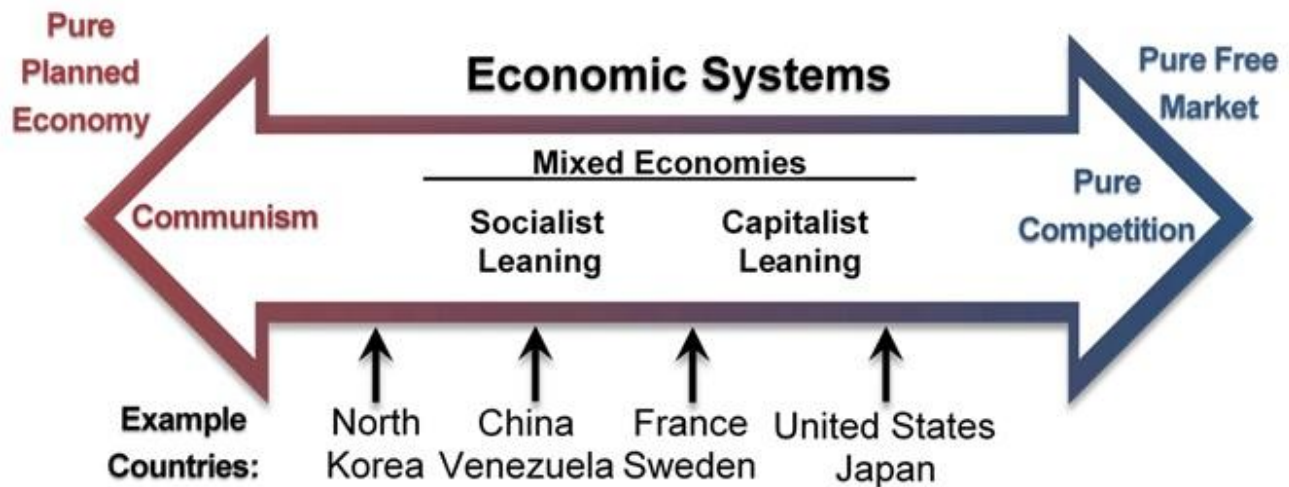 Pure
Planned
Economy
Economic Systems
Pure Free
Market
Mixed Economies
Communism
Socialist
Leaning
Capitalist
Leaning
Pure
Competition
Example
Countries:
North
Korea
China
Venezuela
France
Sweden
United States
Japan